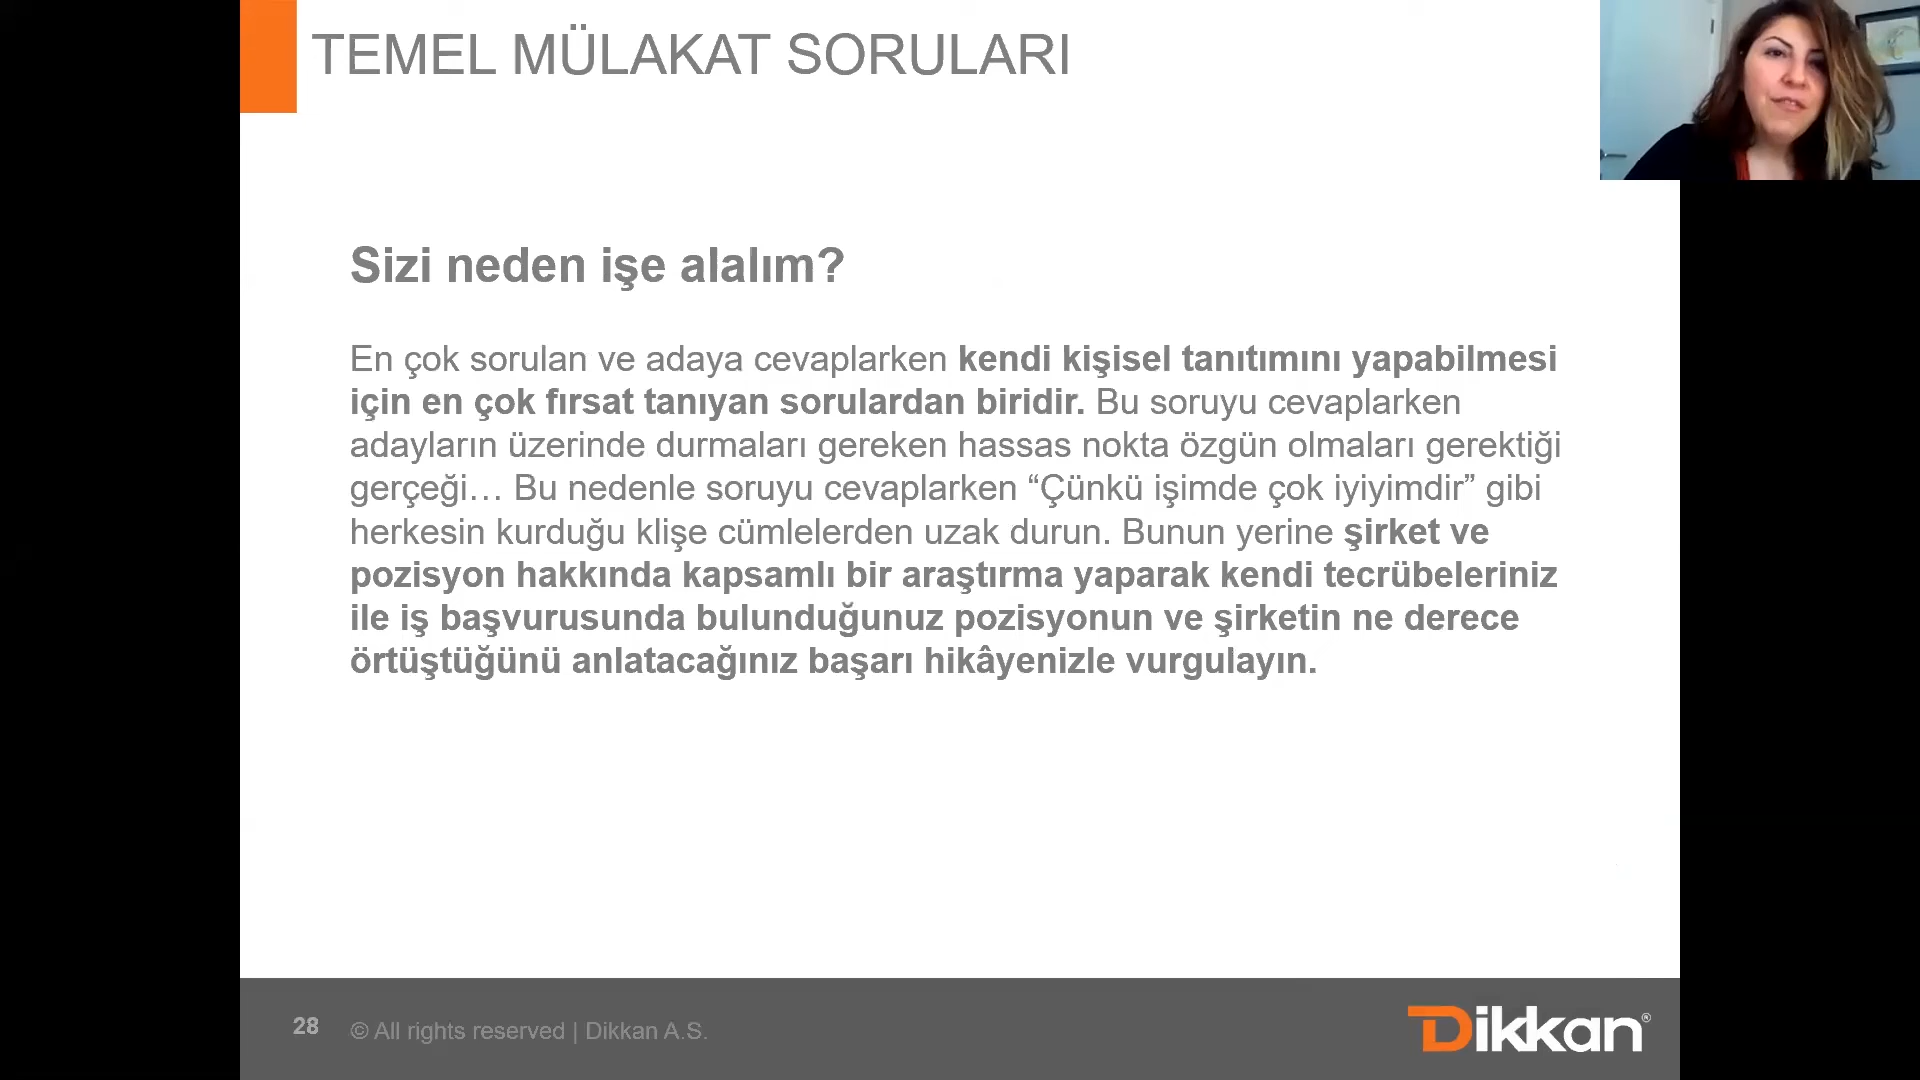 TEMEL MÜLAKAT SORULARI
Sizi neden işe alalım?
En çok sorulan ve adaya cevaplarken kendi kişisel tanıtımını yapabilmesi
için en çok fırsat tanıyan sorulardan biridir. Bu soruyu cevaplarken
adayların üzerinde durmaları gereken hassas nokta özgün olmaları gerektiği
gerçeği… Bu nedenle soruyu cevaplarken “Çünkü işimde çok iyiyimdir” gibi
herkesin kurduğu klişe cümlelerden uzak durun. Bunun yerine şirket ve
pozisyon hakkında kapsamlı bir araştırma yaparak kendi tecrübeleriniz
ile iş başvurusunda bulunduğunuz pozisyonun ve şirketin ne derece
örtüştüğünü anlatacağınız başarı hikâyenizle vurgulayın.
28 © All rights reserved | Dikkan A.S.
Dikkan®